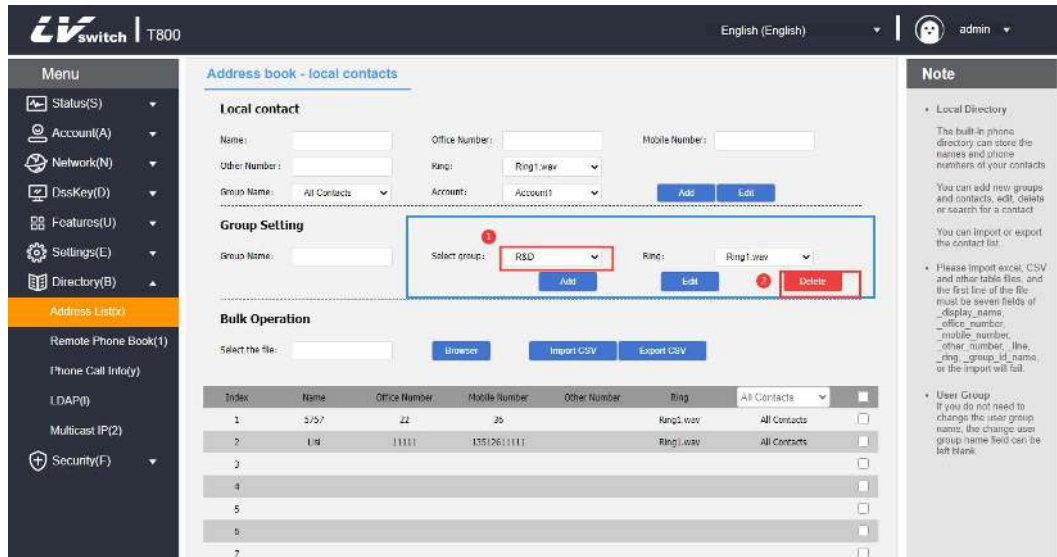 LVswitch | T800
English (English)
admin
Menu
Status(S)
Account(A)
Network(N)
DssKey(D)
Features(U)
Settings(E)
Directory(B)
Address List(x)
Remote Phone Book(1)
Phone Call Info(y)
LDAP(l)
Multicast IP(2)
Security(F)
Address book - local contacts
Local contact
Name:
Office Number:
Mobile Number:
Other Number:
Ring:
Ring1.wav
Group Name:
All Contacts
Account:
Account1
Add
Edit
Group Setting
1
Group Name:
Select group:
R&D
Ring:
Ring1.wav
Add
Edit
2
Delete
Bulk Operation
Select the file:
Browser
Import CSV
Export CSV
Index Name Office Number Mobile Number Other Number Ring All Contacts
1 5757 22 35 Ring1.wav All Contacts
2 Lisi 11111 13512611111 Ring1.wav All Contacts
3
4
5
6
7
Note
• Local Directory
The built-in phone
directory can store the
names and phone
numbers of your contacts
You can add new groups
and contacts, edit, delete
or search for a contact
You can import or export
the contact list.
• Please import excel, CSV
and other table files, and
the first line of the file
must be seven fields of
_display_name,
_office_number,
_mobile_number,
_other_number, _line,
_ring, _group_id_name,
or the import will fail.
• User Group
If you do not need to
change the user group
name, the change user
group name field can be
left blank.